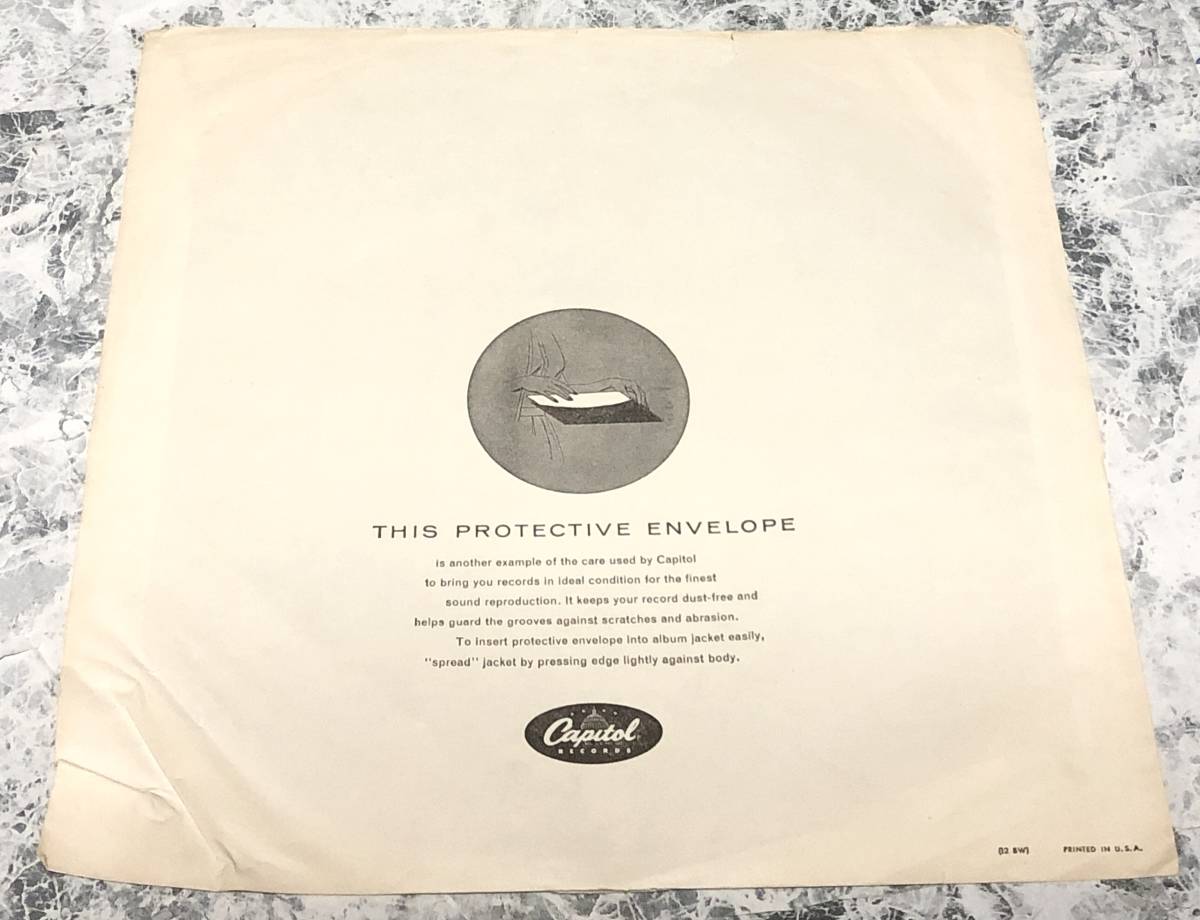 THIS PROTECTIVE ENVELOPE
is another example of the care used by Capitol
to bring you records in ideal condition for the finest
sound reproduction. It keeps your record dust-free and
helps guard the grooves against scratches and abrasion.
To insert protective envelope into album jacket easily,
"spread" jacket by pressing edge lightly against body.
Capitol
RECORDS
(12 BW) PRINTED IN U.S.A.